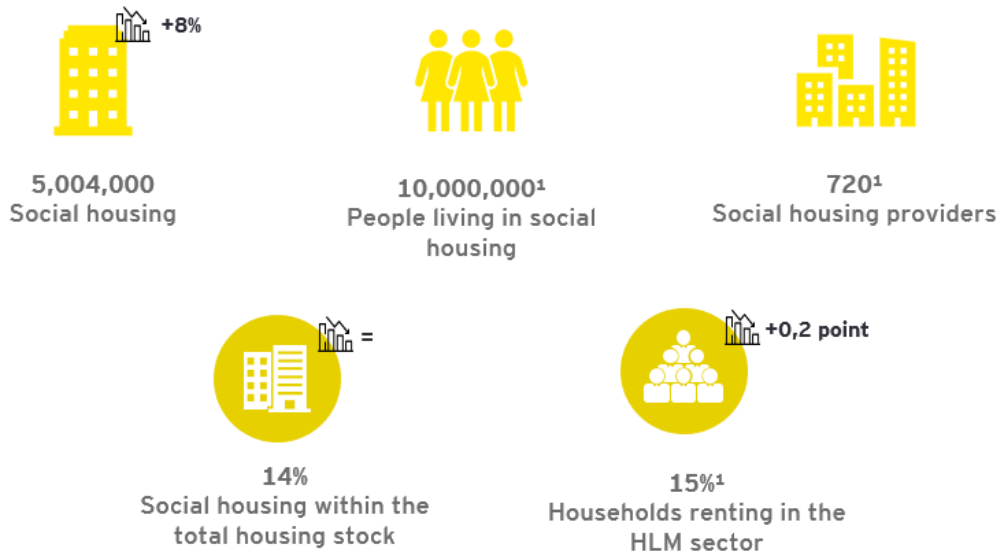 +8%
5,004,000
Social housing
10,000,000¹
People living in social
housing
720¹
Social housing providers
=
14%
Social housing within the
total housing stock
+0,2 point
15%¹
Households renting in the
HLM sector